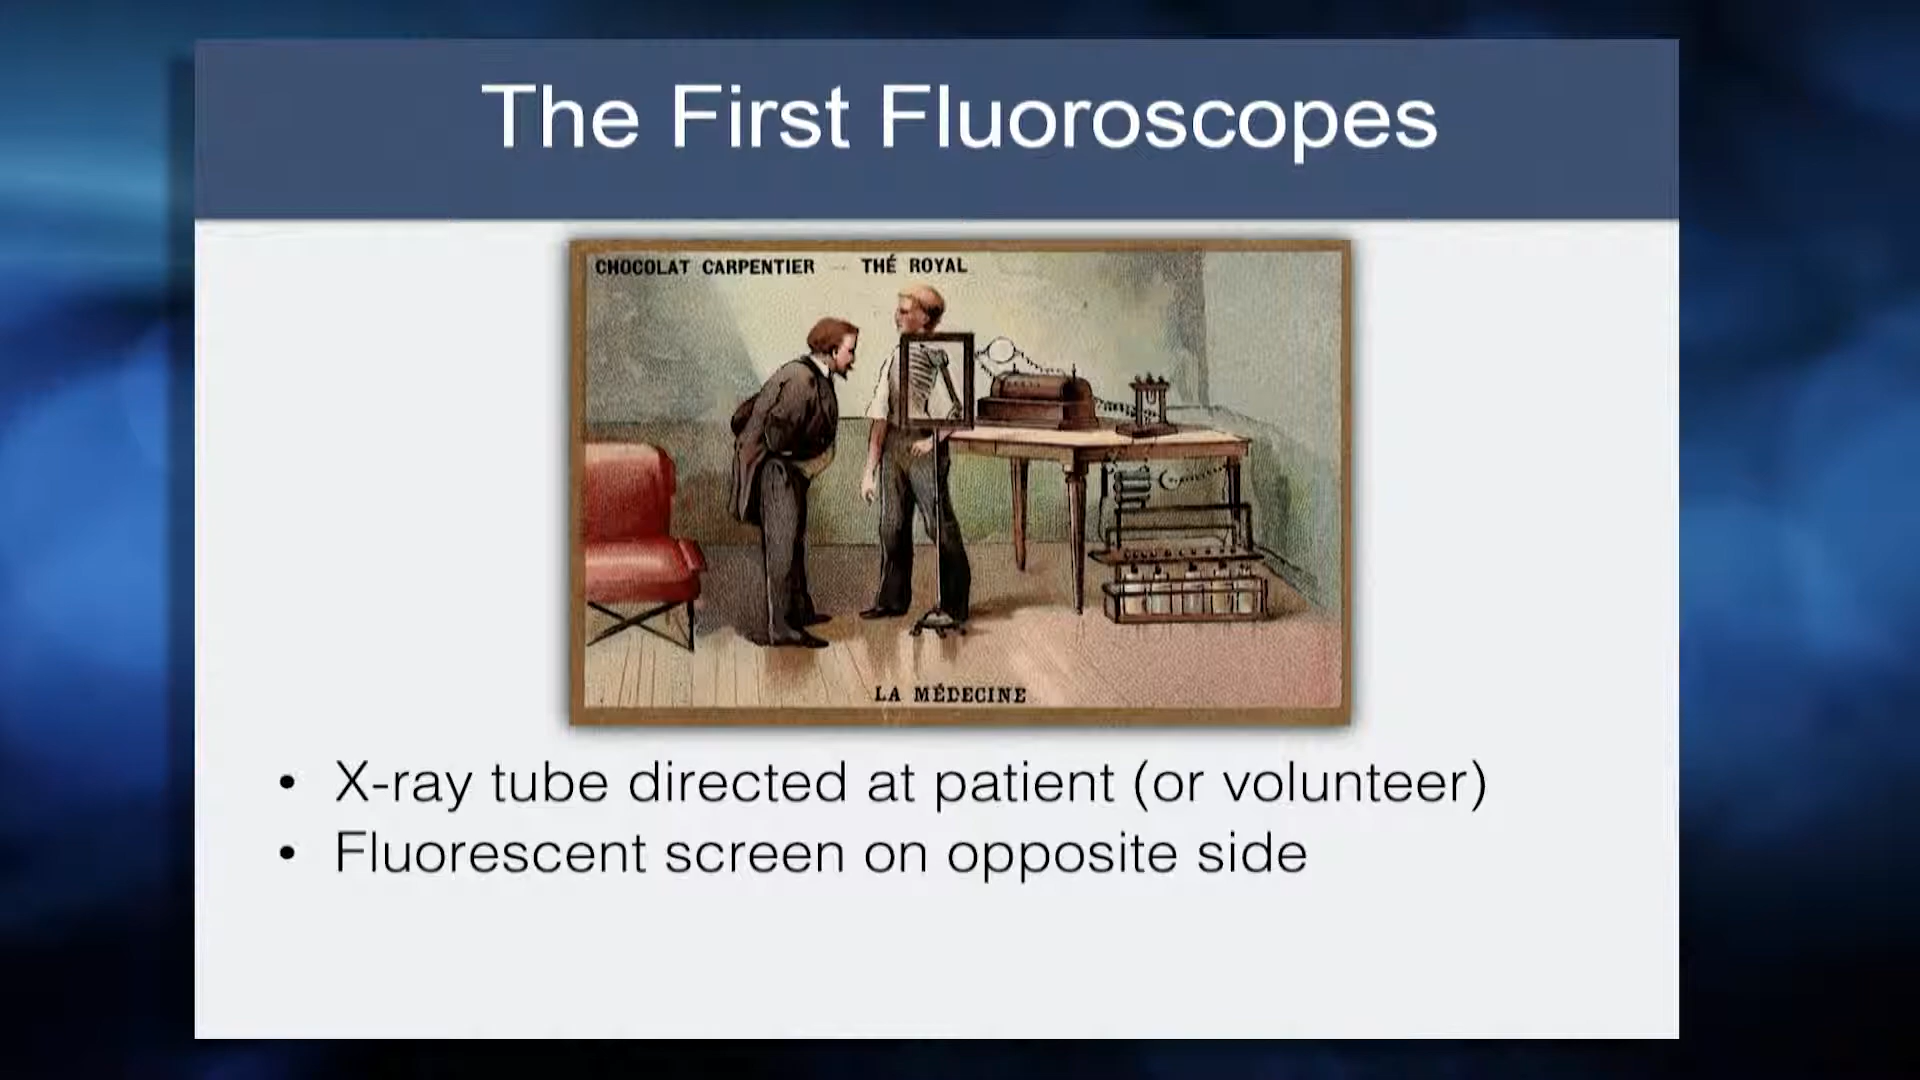 The First Fluoroscopes
CHOCOLAT CARPENTIER — THÉ ROYAL
LA MÉDECINE
• X-ray tube directed at patient (or volunteer)
• Fluorescent screen on opposite side